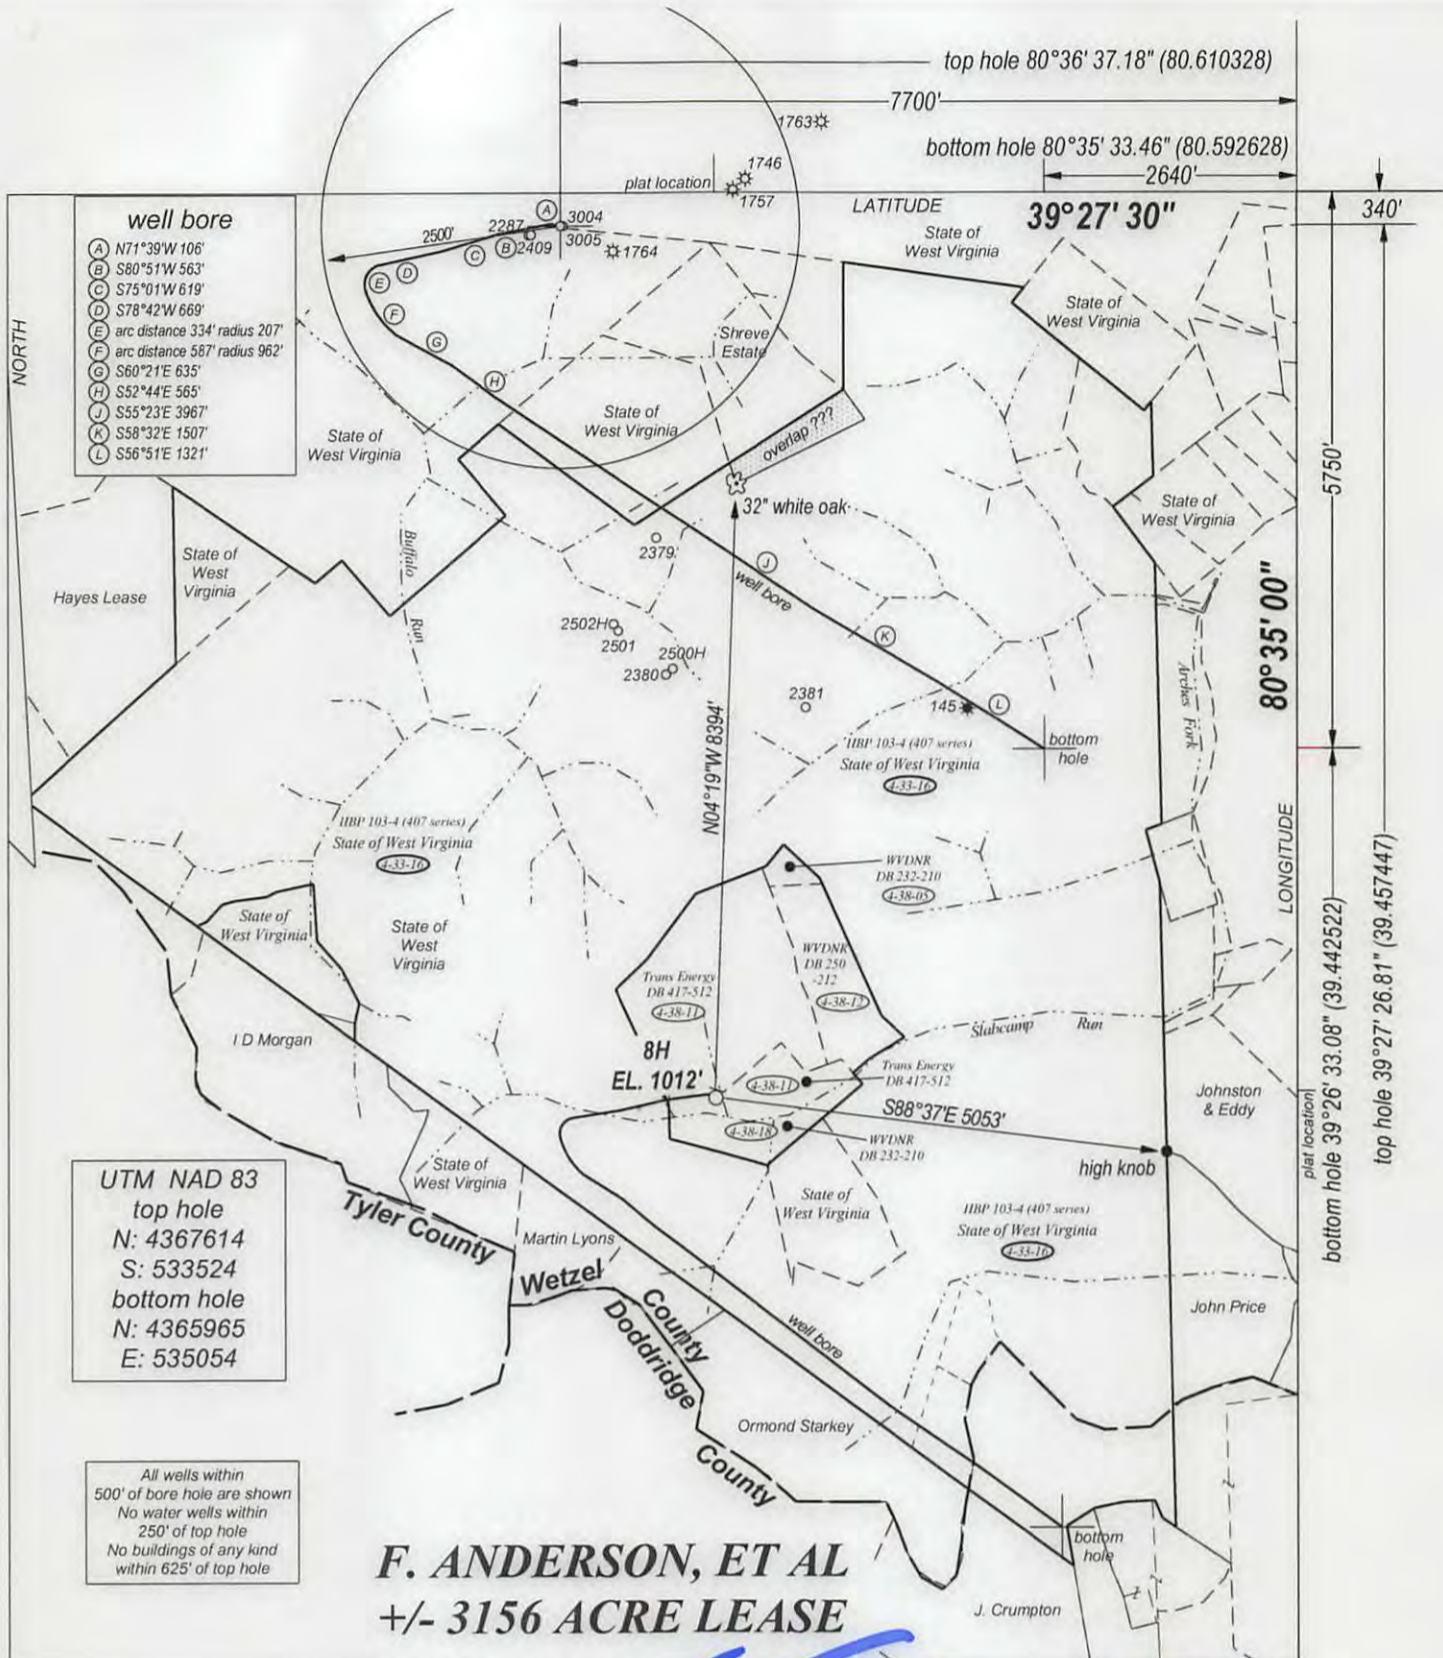 top hole 80°36' 37.18" (80.610328)
7700'
1763
bottom hole 80°35' 33.46" (80.592628)
1746
plat location
2640'
1757
LATITUDE
39°27' 30"
340'
well bore
A N71°39'W 106'
B S80°51'W 563'
C S75°01'W 619'
D S78°42'W 669'
E arc distance 334' radius 207'
F arc distance 587' radius 962'
G S60°21'E 635'
H S52°44'E 565'
J S55°23'E 3967'
K S58°32'E 1507'
L S56°51'E 1321'
A
3004
2287
3005
2500'
C
B
2409
1764
State of
West Virginia
D
E
F
G
H
NORTH
State of
West Virginia
Shreve
Estate
State of
West Virginia
State of
West Virginia
overlap ???
5750'
32" white oak
State of
West Virginia
2379
Buffalo
Run
State of
West
Virginia
Hayes Lease
J
well bore
80°35' 00"
2502H
2501
2500H
2380
K
Arches Fork
2381
145
L
N04°19"W 8394'
HBP 103-4 (407 series)
State of West Virginia
4-33-16
bottom
hole
HBP 103-4 (407 series)
State of West Virginia
4-33-16
LONGITUDE
WVDNR
DB 232-210
4-38-05
State of
West Virginia
State of
West
Virginia
WVDNR
DB 250
-212
4-38-12
Trans Energy
DB 417-512
4-38-11
Slabcamp Run
I D Morgan
8H
EL. 1012'
4-38-11
Trans Energy
DB 417-512
S88°37'E 5053'
Johnston
& Eddy
4-38-18
WVDNR
DB 232-210
high knob
plat location
bottom hole 39°26' 33.08" (39.442522)
top hole 39°27' 26.81" (39.457447)
UTM NAD 83
top hole
N: 4367614
S: 533524
bottom hole
N: 4365965
E: 535054
State of
West Virginia
State of
West Virginia
Tyler County
HBP 103-4 (407 series)
State of West Virginia
4-33-16
Martin Lyons
Wetzel
County
Doddridge
County
well bore
John Price
Ormond Starkey
All wells within
500' of bore hole are shown
No water wells within
250' of top hole
No buildings of any kind
within 625' of top hole
bottom
hole
F. ANDERSON, ET AL
+/- 3156 ACRE LEASE
J. Crumpton